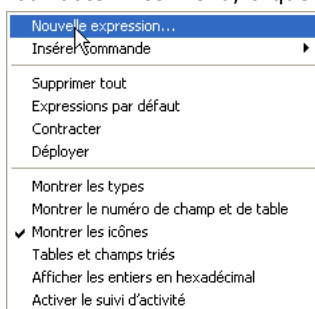 Nouvelle expression...
Insérer commande
Supprimer tout
Expressions par défaut
Contracter
Déployer
Montrer les types
Montrer le numéro de champ et de table
Montrer les icônes
Tables et champs triés
Afficher les entiers en hexadécimal
Activer le suivi d'activité